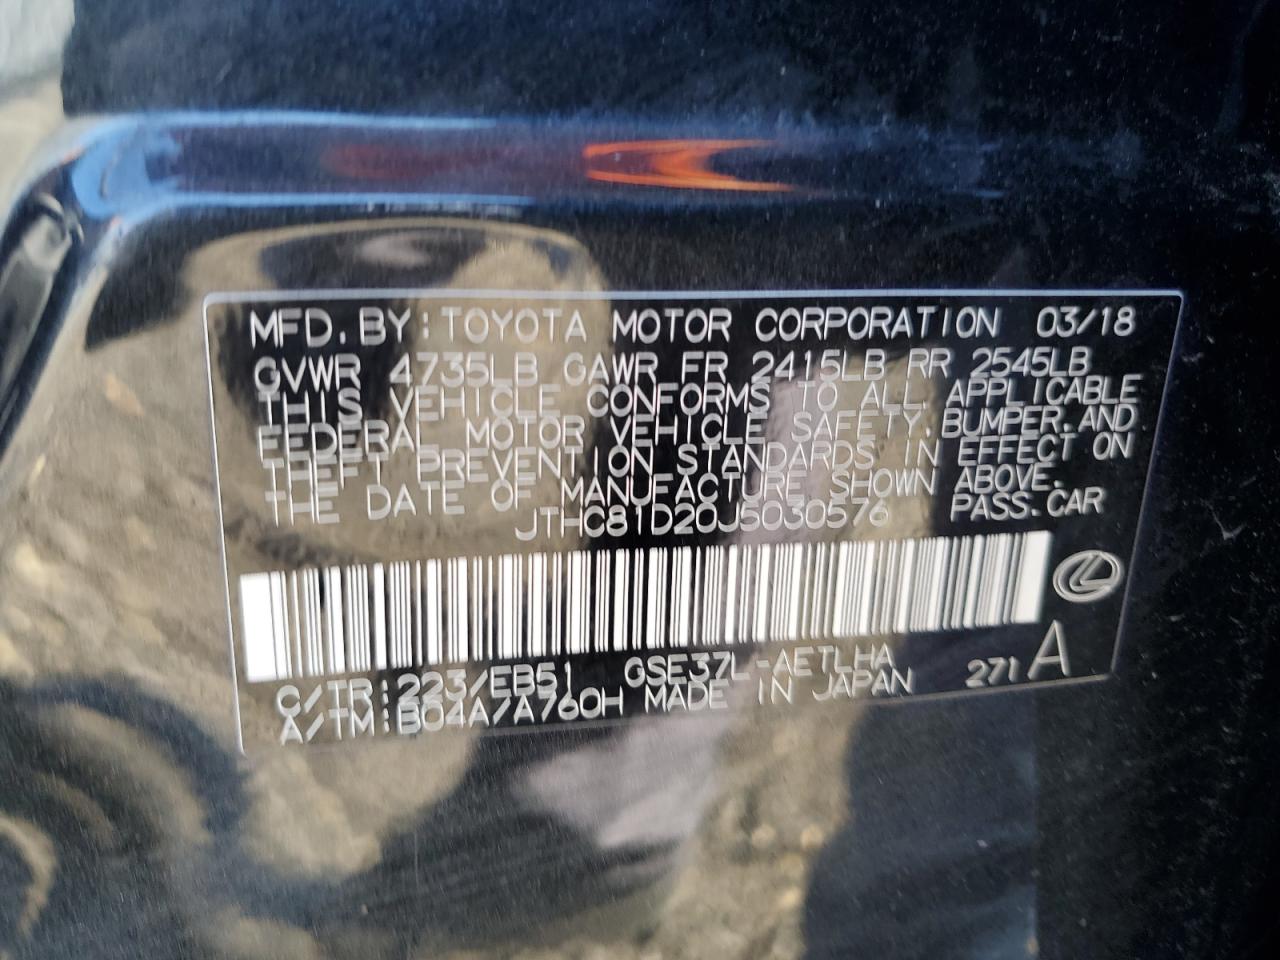 MFD. BY: TOYOTA MOTOR CORPORATION 03/18
GVWR 4735LB GAWR FR 2415LB RR 2545LB
THIS VEHICLE CONFORMS TO ALL APPLICABLE
FEDERAL MOTOR VEHICLE SAFETY, BUMPER, AND
THEFT PREVENTION STANDARDS IN EFFECT ON
THE DATE OF MANUFACTURE SHOWN ABOVE.
JTHC81D20J5030576 PASS. CAR
C/TR: 223/EB51 GSE37L-AETLHA 271 A
A/TM: B04A/A760H MADE IN JAPAN